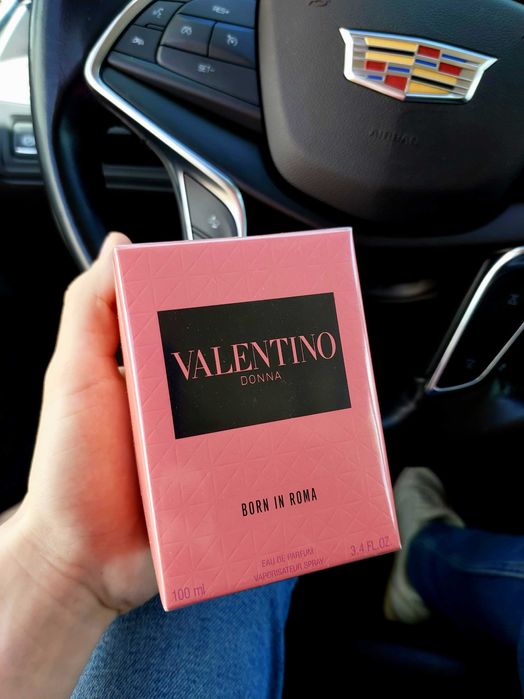 RES+
SET-
AIRBAG
VALENTINO
DONNA
BORN IN ROMA
EAU DE PARFUM
VAPORISATEUR SPRAY
100 ml
3.4 FL.OZ